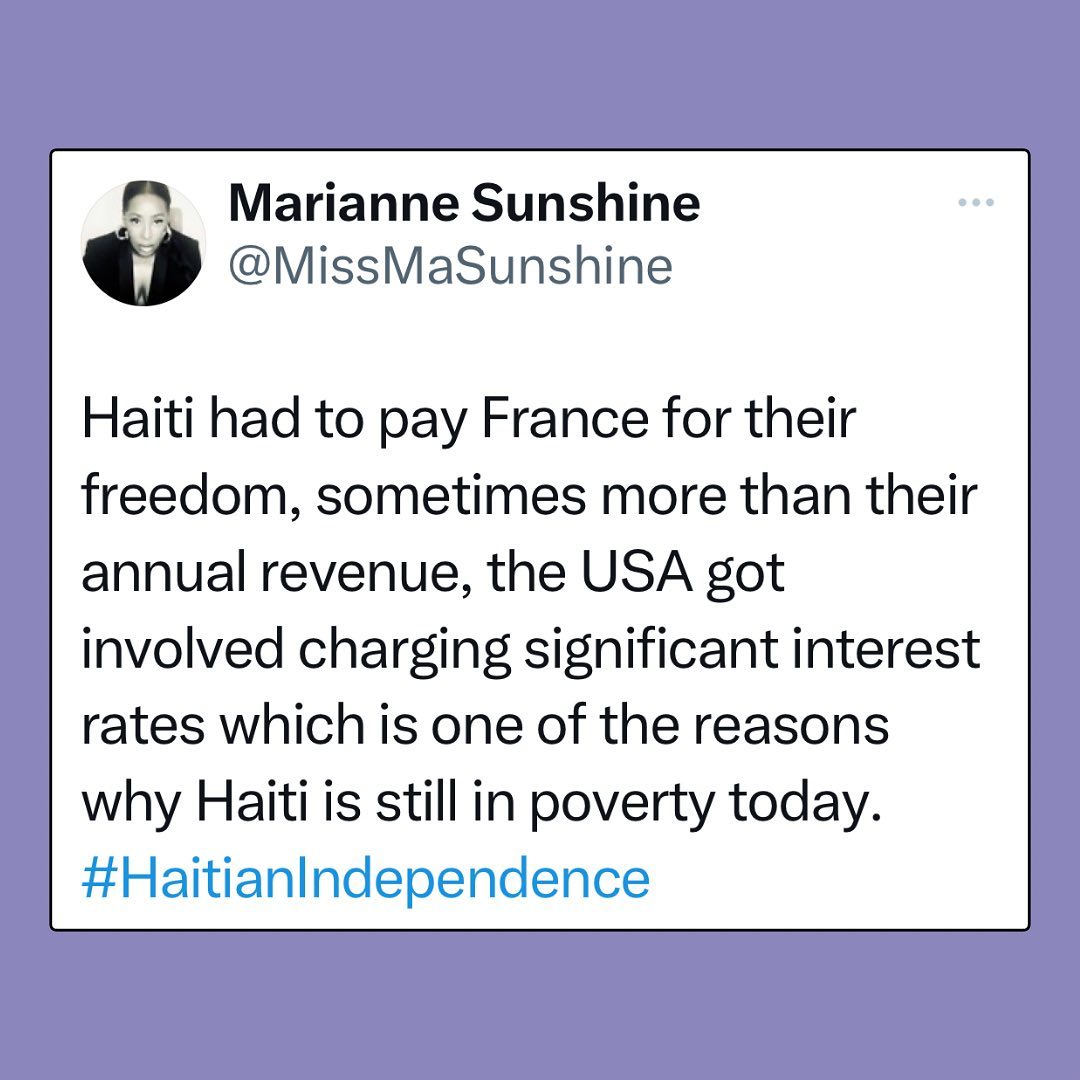 Marianne Sunshine
@MissMaSunshine
Haiti had to pay France for their
freedom, sometimes more than their
annual revenue, the USA got
involved charging significant interest
rates which is one of the reasons
why Haiti is still in poverty today.
#HaitianIndependence